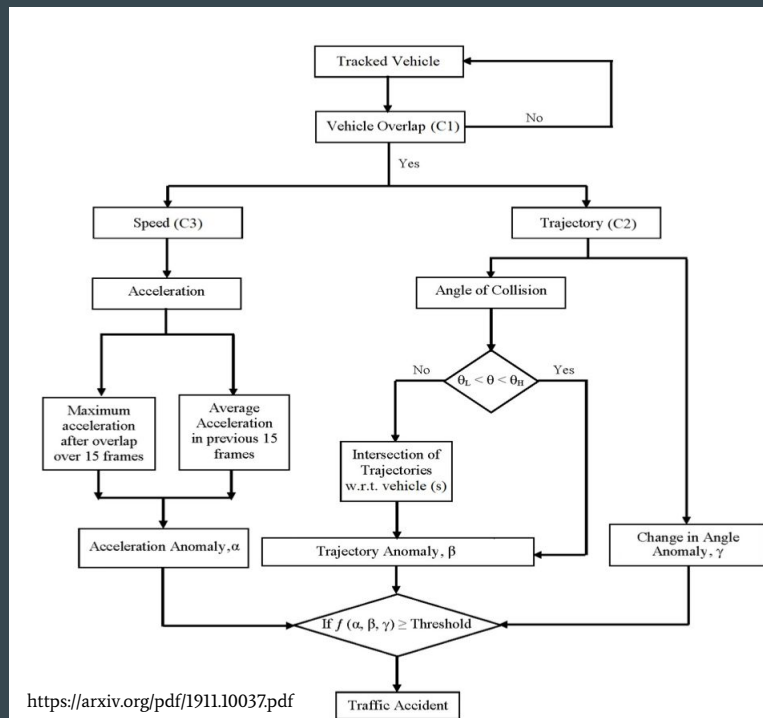 Tracked Vehicle
Vehicle Overlap (C1)
No
Yes
Speed (C3)
Trajectory (C2)
Acceleration
Angle of Collision
No
θL < θ < θH
Yes
Maximum
acceleration
after overlap
over 15 frames
Average
Acceleration
in previous 15
frames
Intersection of
Trajectories
w.r.t. vehicle (s)
Acceleration Anomaly,α
Trajectory Anomaly, β
Change in Angle
Anomaly, γ
If f (α, β, γ) ≥ Threshold
https://arxiv.org/pdf/1911.10037.pdf
Traffic Accident